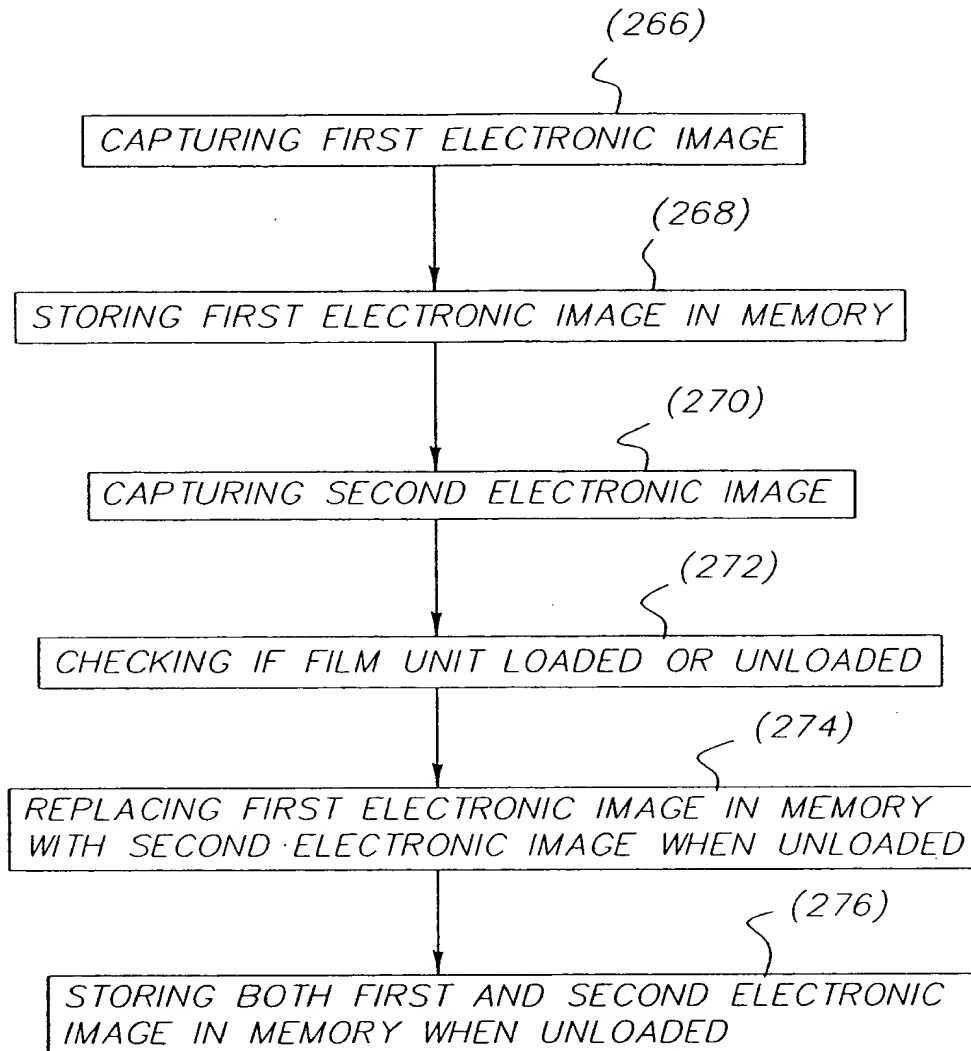 (266)
CAPTURING FIRST ELECTRONIC IMAGE
(268)
STORING FIRST ELECTRONIC IMAGE IN MEMORY
(270)
CAPTURING SECOND ELECTRONIC IMAGE
(272)
CHECKING IF FILM UNIT LOADED OR UNLOADED
(274)
REPLACING FIRST ELECTRONIC IMAGE IN MEMORY
WITH SECOND ELECTRONIC IMAGE WHEN UNLOADED
(276)
STORING BOTH FIRST AND SECOND ELECTRONIC
IMAGE IN MEMORY WHEN UNLOADED